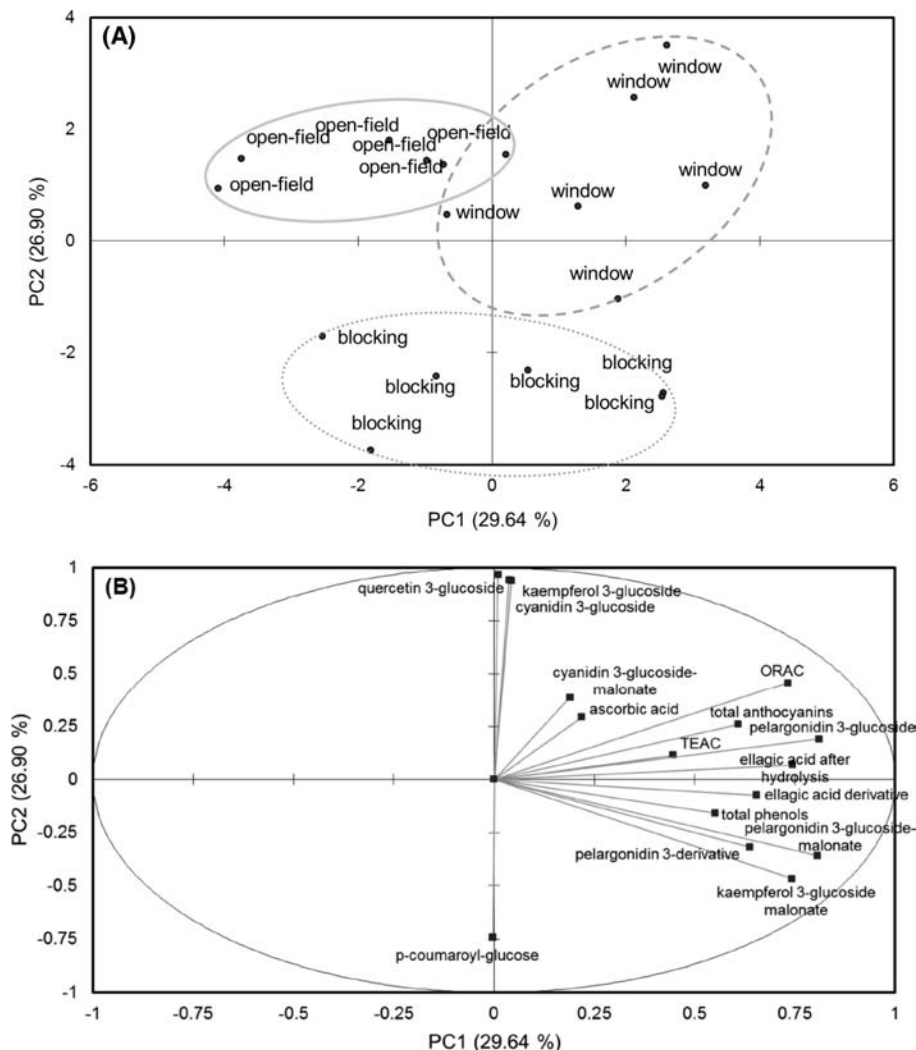 (A)
4
window
window
open-field
open-field
open-field
open-field
open-field
open-field
window
window
window
window
blocking
blocking
blocking
blocking
blocking
blocking
2
0
-2
-4
PC2 (26.90 %)
-6
-4
-2
0
2
4
6
PC1 (29.64 %)
(B)
1
quercetin 3-glucoside
kaempferol 3-glucoside
cyanidin 3-glucoside
0.75
cyanidin 3-glucoside-
malonate
ascorbic acid
ORAC
0.5
total anthocyanins
pelargonidin 3-glucoside
0.25
TEAC
ellagic acid after
hydrolysis
0
ellagic acid derivative
total phenols
pelargonidin 3-glucoside-
malonate
-0.25
pelargonidin 3-derivative
kaempferol 3-glucoside
malonate
-0.5
-0.75
p-coumaroyl-glucose
-1
PC2 (26.90 %)
-1
-0.75
-0.5
-0.25
0
0.25
0.5
0.75
1
PC1 (29.64 %)